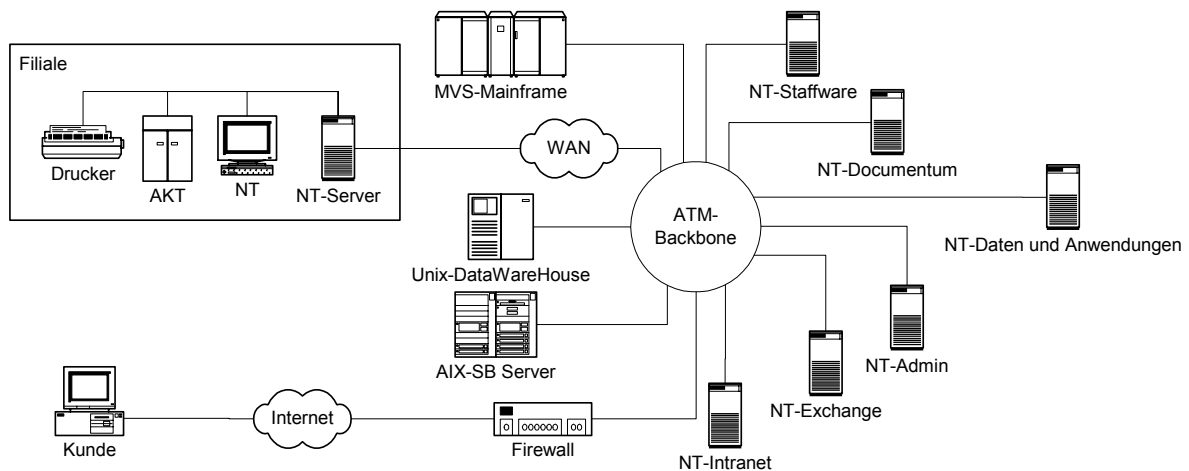 Filiale
Drucker
AKT
NT
NT-Server
MVS-Mainframe
WAN
Unix-DataWareHouse
AIX-SB Server
ATM-
Backbone
NT-Staffware
NT-Documentum
NT-Daten und Anwendungen
NT-Admin
NT-Exchange
NT-Intranet
Kunde
Internet
Firewall